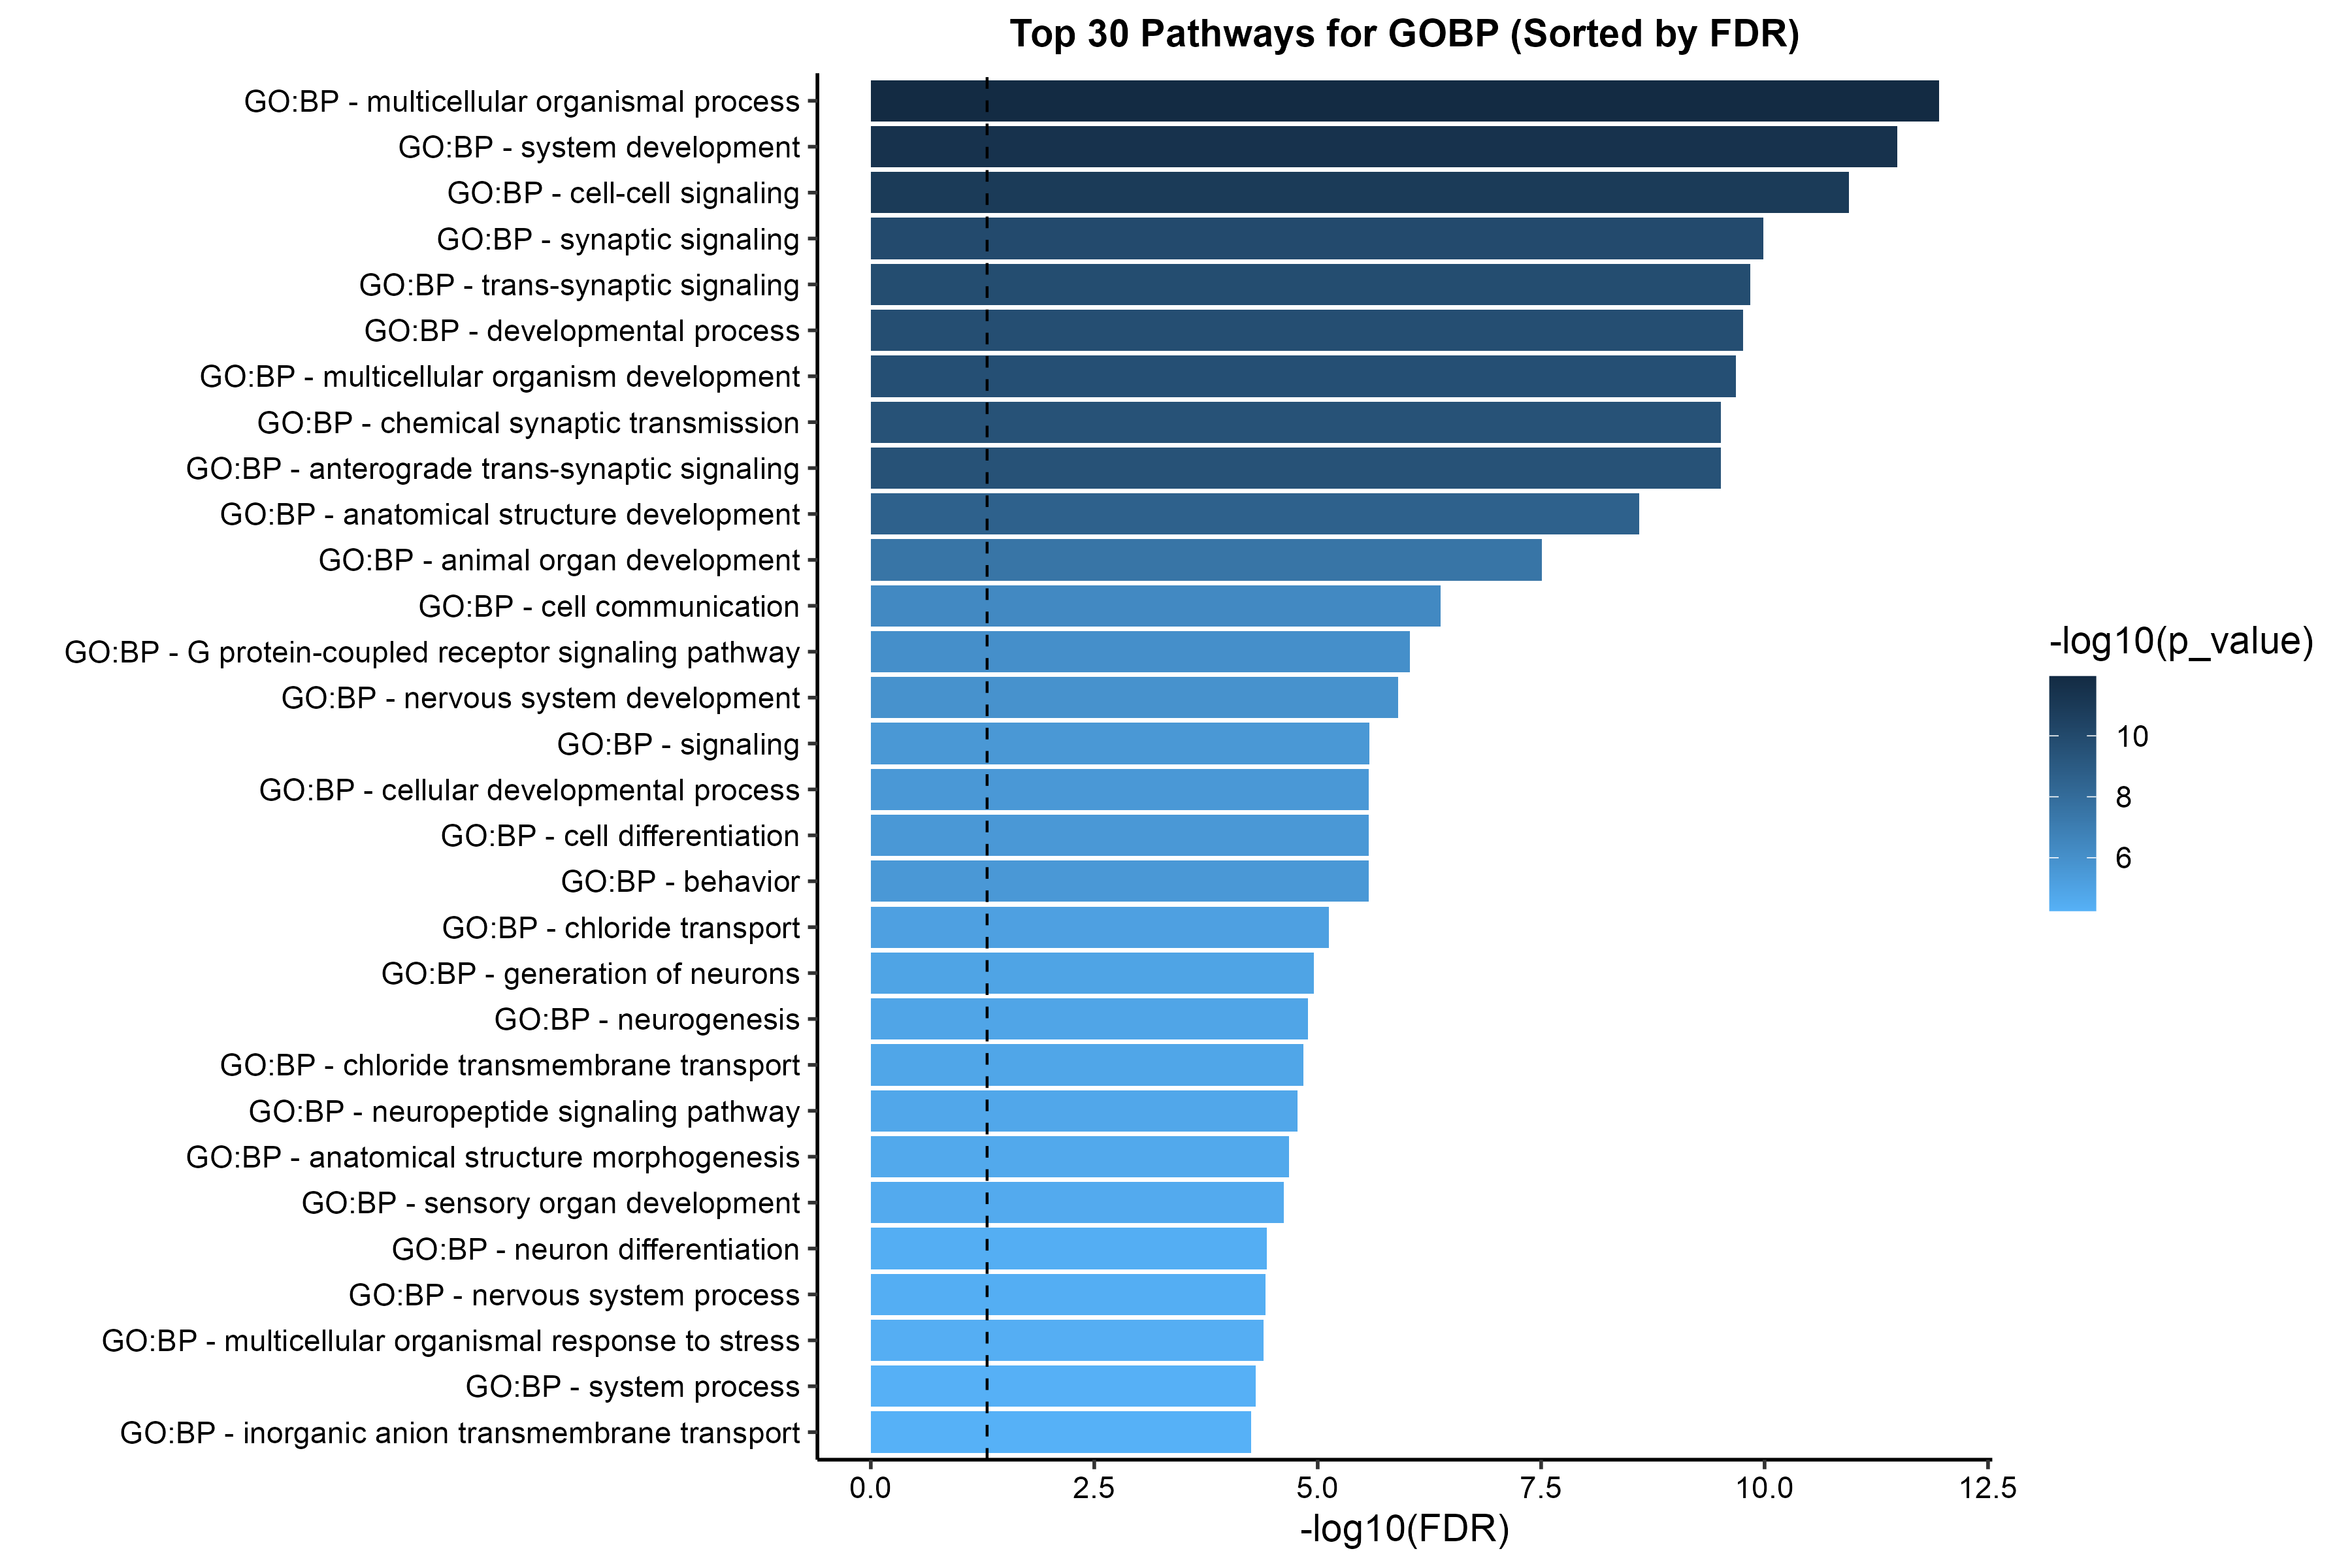 Top 30 Pathways for GOBP (Sorted by FDR)
GO:BP - multicellular organismal process
GO:BP - system development
GO:BP - cell-cell signaling
GO:BP - synaptic signaling
GO:BP - trans-synaptic signaling
GO:BP - developmental process
GO:BP - multicellular organism development
GO:BP - chemical synaptic transmission
GO:BP - anterograde trans-synaptic signaling
GO:BP - anatomical structure development
GO:BP - animal organ development
GO:BP - cell communication
GO:BP - G protein-coupled receptor signaling pathway
GO:BP - nervous system development
GO:BP - signaling
GO:BP - cellular developmental process
GO:BP - cell differentiation
GO:BP - behavior
GO:BP - chloride transport
GO:BP - generation of neurons
GO:BP - neurogenesis
GO:BP - chloride transmembrane transport
GO:BP - neuropeptide signaling pathway
GO:BP - anatomical structure morphogenesis
GO:BP - sensory organ development
GO:BP - neuron differentiation
GO:BP - nervous system process
GO:BP - multicellular organismal response to stress
GO:BP - system process
GO:BP - inorganic anion transmembrane transport
0.0 2.5 5.0 7.5 10.0 12.5
-log10(FDR)
-log10(p_value)
10
8
6